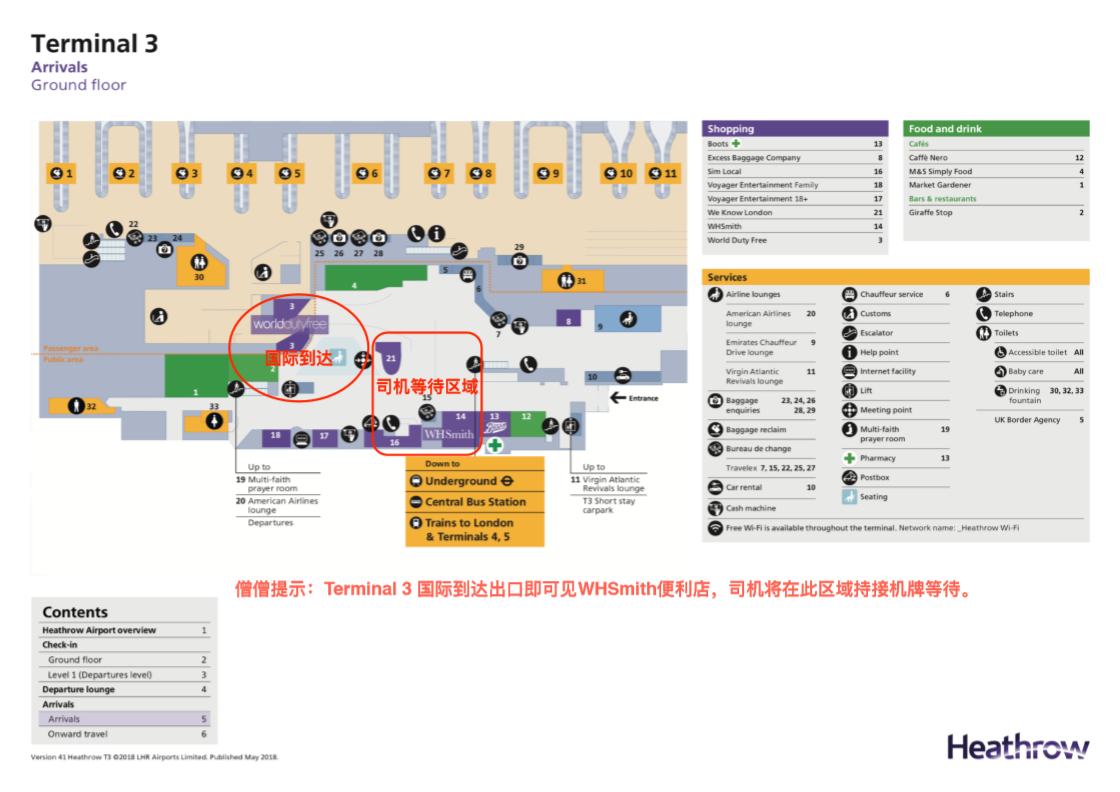 Terminal 3
Arrivals
Ground floor
1
2
3
4
5
6
7
8
9
10
11
22
23
24
30
25
26
27
28
29
31
5
6
4
3
worlddutyfree
3
国际到达
7
8
9
Passenger area
Public area
1
2
21
司机等待区域
15
10
Entrance
32
33
18
17
16
14
WHSmith
13
Boots
12
Up to
19 Multi-faith
prayer room
20 American Airlines
lounge
Departures
Down to
Underground
Central Bus Station
Trains to London
& Terminals 4, 5
Up to
11 Virgin Atlantic
Revivals lounge
T3 Short stay
carpark
Shopping
Boots 13
Excess Baggage Company 8
Sim Local 16
Voyager Entertainment Family 18
Voyager Entertainment 18+ 17
We Know London 21
WHSmith 14
World Duty Free 3
Food and drink
Cafés
Caffè Nero 12
M&S Simply Food 4
Market Gardener 1
Bars & restaurants
Giraffe Stop 2
Services
Airline lounges
American Airlines 20
lounge
Emirates Chauffeur 9
Drive lounge
Virgin Atlantic 11
Revivals lounge
Baggage 23, 24, 26
enquiries 28, 29
Baggage reclaim
Bureau de change
Travelex 7, 15, 22, 25, 27
Car rental 10
Cash machine
Chauffeur service 6
Customs
Escalator
Help point
Internet facility
Lift
Meeting point
Multi-faith 19
prayer room
Pharmacy 13
Postbox
Seating
Stairs
Telephone
Toilets
Accessible toilet All
Baby care All
Drinking 30, 32, 33
fountain
UK Border Agency 5
Free Wi-Fi is available throughout the terminal. Network name: _Heathrow Wi-Fi
僧僧提示：Terminal 3 国际到达出口即可见WHSmith便利店，司机将在此区域持接机牌等待。
Contents
Heathrow Airport overview 1
Check-in
Ground floor 2
Level 1 (Departures level) 3
Departure lounge 4
Arrivals
Arrivals 5
Onward travel 6
Version 41 Heathrow T3 ©2018 LHR Airports Limited. Published May 2018.
Heathrow